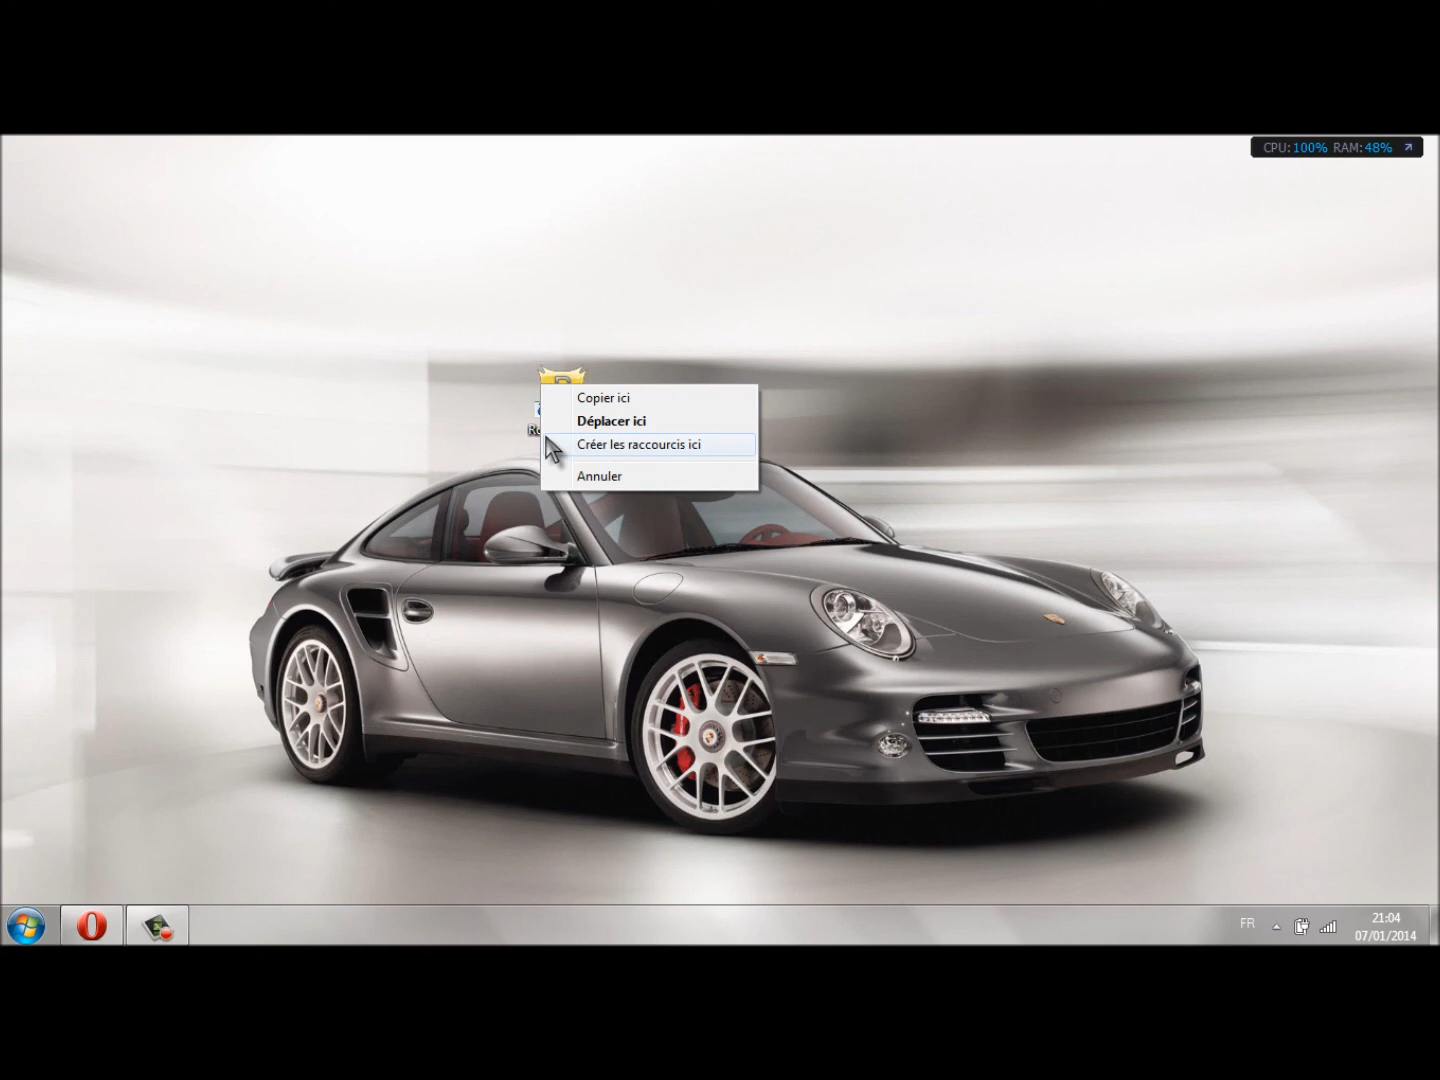 CPU:100% RAM:48%
Copier ici
Déplacer ici
Créer les raccourcis ici
Annuler
FR
21:04
07/01/2014